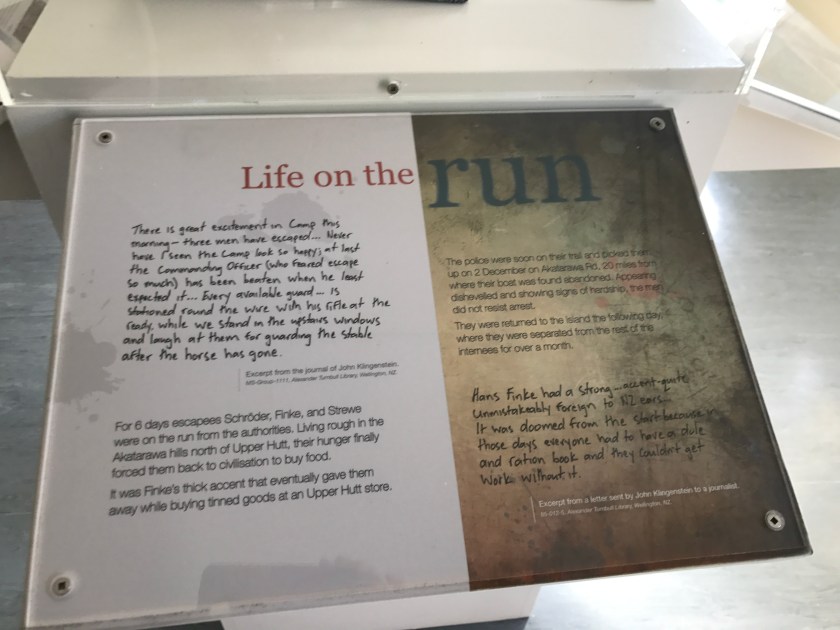 Life on the run
There is great excitement in Camp this
morning — three men have escaped... Never
have I seen the Camp look so happy; at last
the Commanding Officer (who feared escape
so much) has been beaten when he least
expected it... Every available guard... is
stationed round the wire with his rifle at the
ready, while we stand in the upstairs windows
and laugh at them for guarding the stable
after the horse has gone.
Excerpt from the journal of John Klingenstein.
MS-Group-1111, Alexander Turnbull Library, Wellington, NZ.
For 6 days escapees Schröder, Finke, and Strewe
were on the run from the authorities. Living rough in the
Akatarawa hills north of Upper Hutt, their hunger finally
forced them back to civilisation to buy food.
It was Finke's thick accent that eventually gave them
away while buying tinned goods at an Upper Hutt store.
The police were soon on their trail and picked them
up on 2 December on Akatarawa Rd, 20 miles from
where their boat was found abandoned. Appearing
dishevelled and showing signs of hardship, the men
did not resist arrest.
They were returned to the island the following day,
where they were separated from the rest of the
internees for over a month.
Hans Finke had a strong... accent - quite
unmistakeably foreign to NZ ears...
It was doomed from the start because in
those days everyone had to have a dole
and ration book and they couldn't get
work without it.
Excerpt from a letter sent by John Klingenstein to a journalist.
Alexander Turnbull Library, Wellington, NZ.